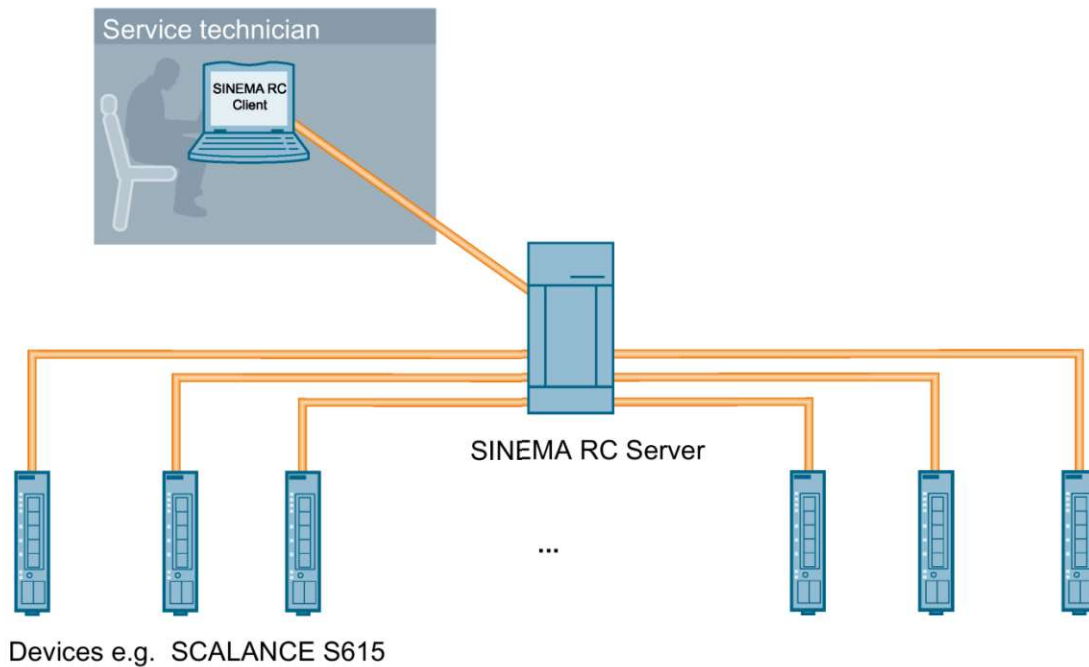 Service technician
SINEMA RC
Client
SINEMA RC Server
...
Devices e.g. SCALANCE S615